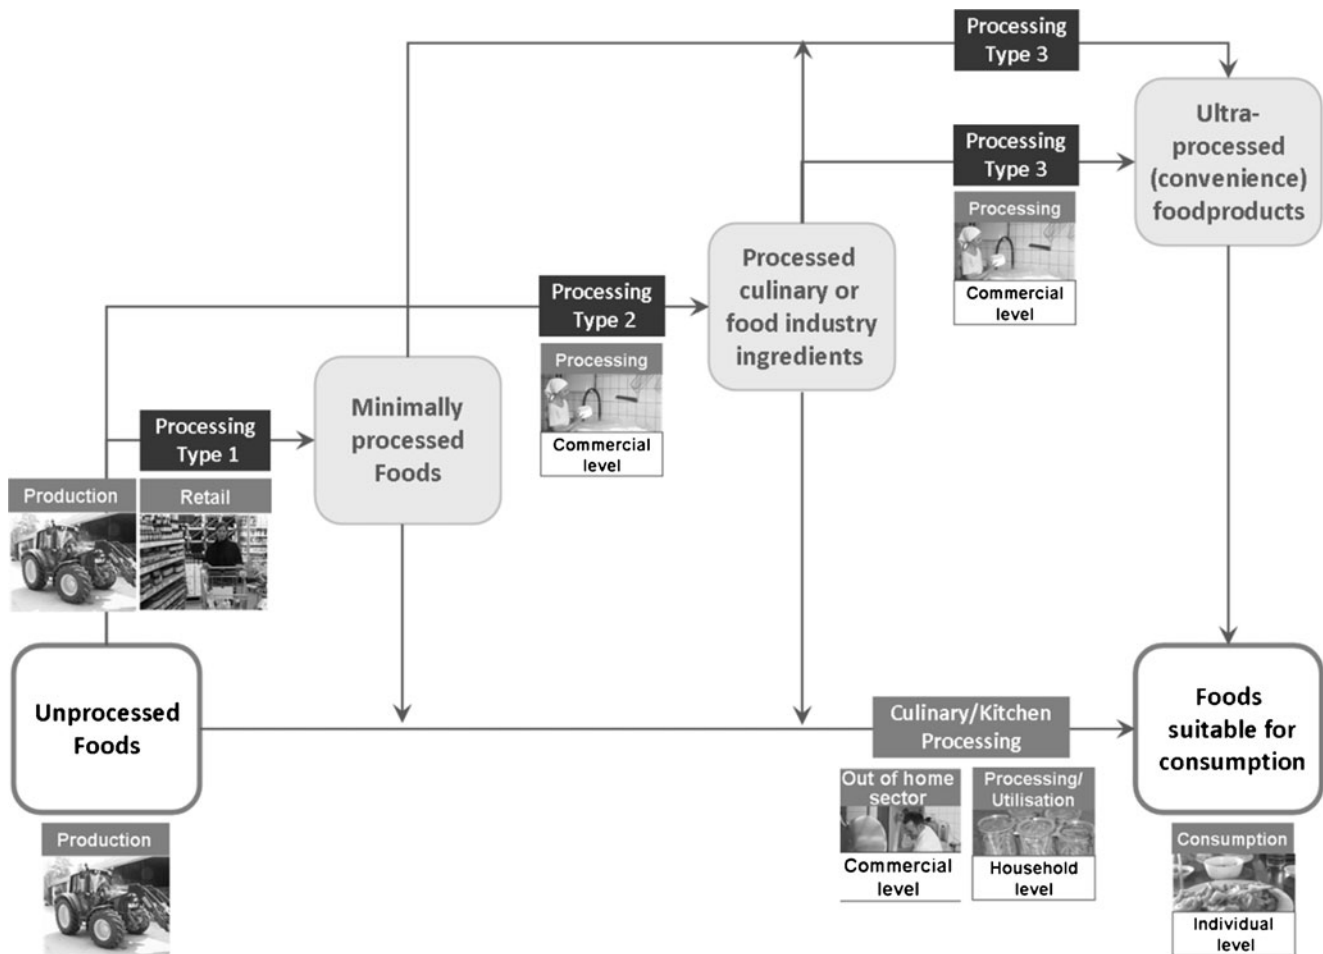 Processing
Type 3
Ultra-
processed
(convenience)
foodproducts
Processing
Type 3
Processing
Commercial
level
Processed
culinary or
food industry
ingredients
Processing
Type 2
Processing
Commercial
level
Minimally
processed
Foods
Processing
Type 1
Production
Retail
Unprocessed
Foods
Production
Culinary/Kitchen
Processing
Foods
suitable for
consumption
Out of home
sector
Commercial
level
Processing/
Utilisation
Household
level
Consumption
Individual
level